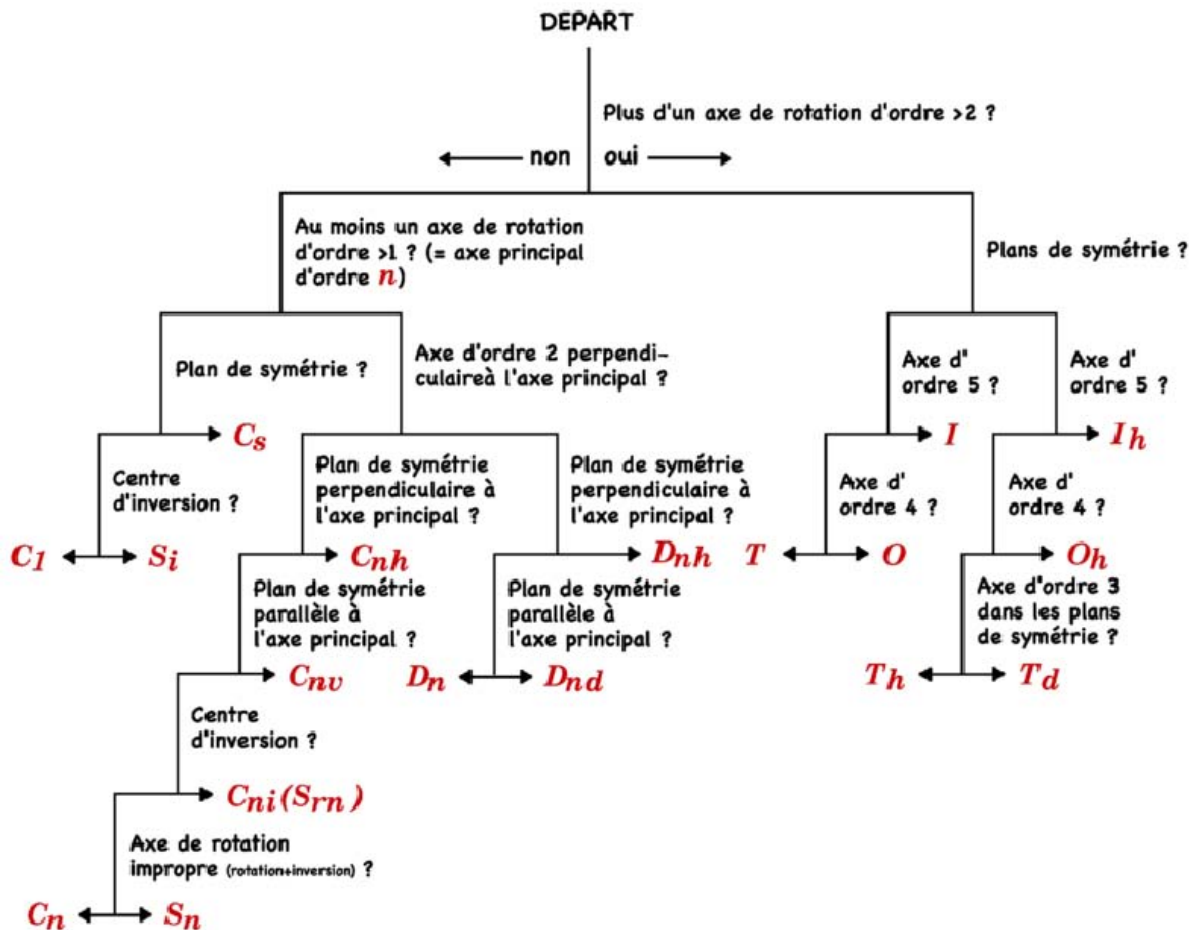 DEPART
Plus d'un axe de rotation d'ordre >2 ?
non oui
Au moins un axe de rotation
d'ordre >1 ? (= axe principal
d'ordre n)
Plans de symétrie ?
Plan de symétrie ?
Axe d'ordre 2 perpendi-
culaireà l'axe principal ?
Axe d'
ordre 5 ?
Axe d'
ordre 5 ?
Cs
I
Ih
Centre
d'inversion ?
Plan de symétrie
perpendiculaire à
l'axe principal ?
Plan de symétrie
perpendiculaire à
l'axe principal ?
Axe d'
ordre 4 ?
Axe d'
ordre 4 ?
C1
Si
Cnh
Dnh
T
O
Oh
Plan de symétrie
parallèle à
l'axe principal ?
Plan de symétrie
parallèle à
l'axe principal ?
Axe d'ordre 3
dans les plans
de symétrie ?
Cnv
Dn
Dnd
Th
Td
Centre
d'inversion ?
Cni(Srn)
Axe de rotation
impropre (rotation+inversion) ?
Cn
Sn